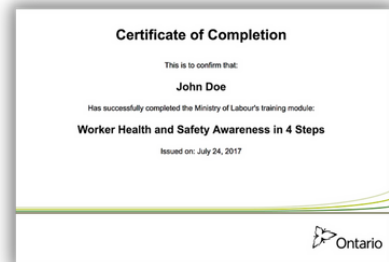 Certificate of Completion
This is to confirm that:
John Doe
Has successfully completed the Ministry of Labour's training module:
Worker Health and Safety Awareness in 4 Steps
Issued on: July 24, 2017
Ontario